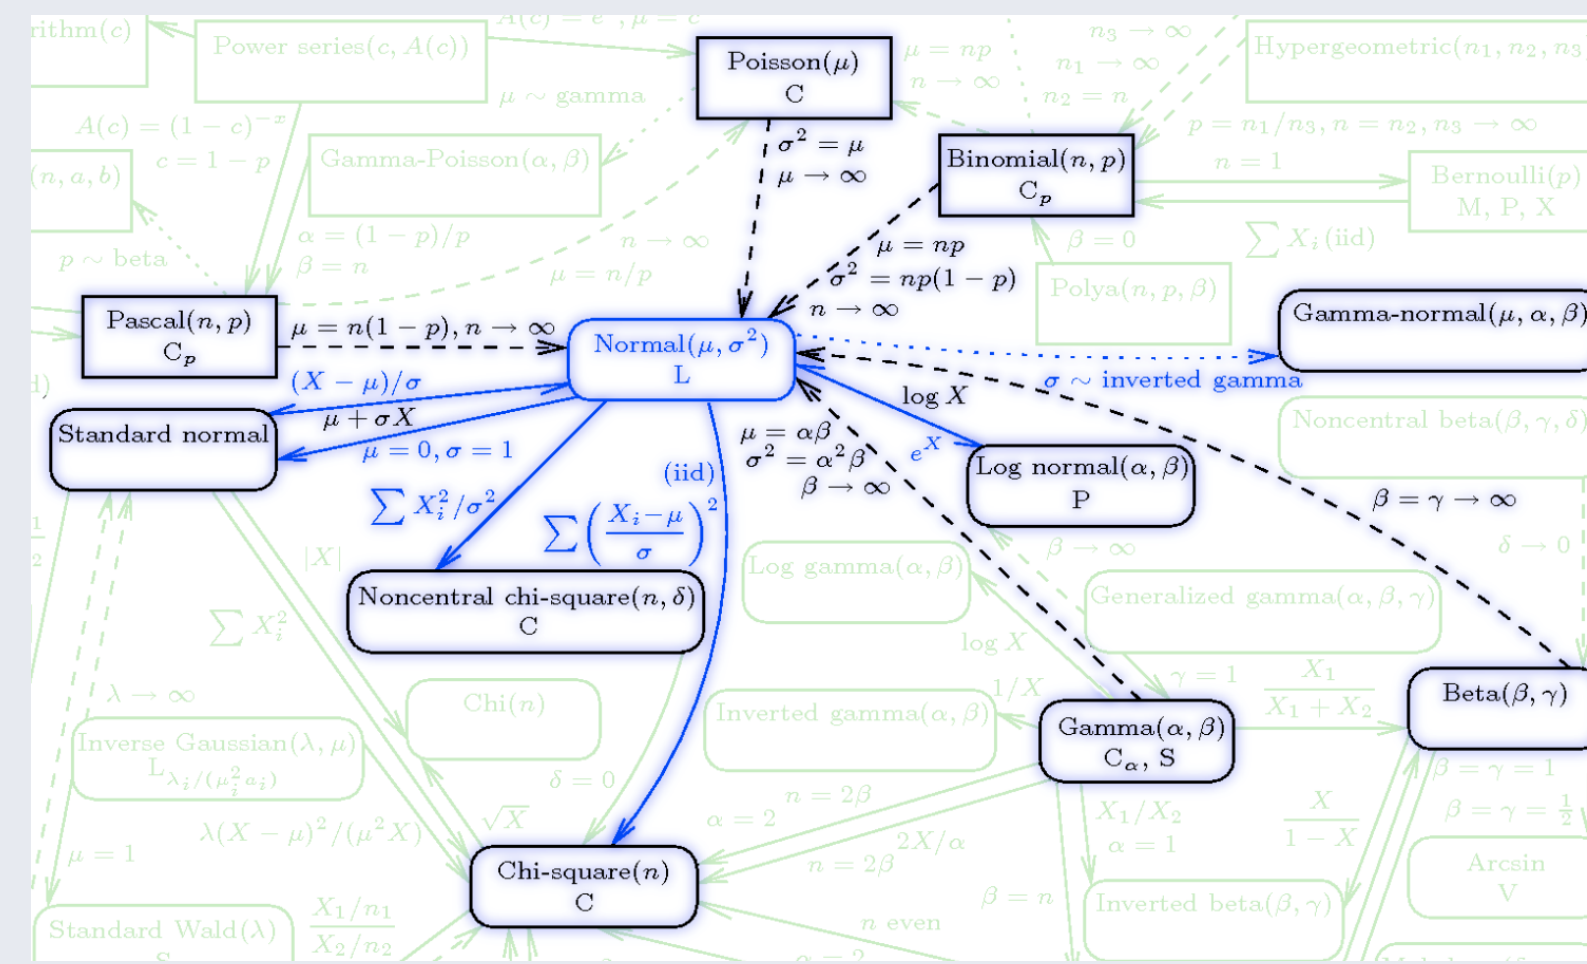 rithm(c)
Power series(c, A(c))
A(c) = e^c, μ = c
Poisson(μ)
C
μ = np
n → ∞
n₃ → ∞
n₁ → ∞
n₂ = n
Hypergeometric(n₁, n₂, n₃
μ ∼ gamma
A(c) = (1 − c)^−x
c = 1 − p
Gamma-Poisson(α, β)
σ² = μ
μ → ∞
Binomial(n, p)
C_p
p = n₁/n₃, n = n₂, n₃ → ∞
n = 1
Bernoulli(p)
M, P, X
(n, a, b)
α = (1 − p)/p
β = n
n → ∞
μ = n/p
p ∼ beta
μ = np
σ² = np(1 − p)
n → ∞
β = 0
∑ X_i (iid)
Polya(n, p, β)
Gamma-normal(μ, α, β)
Pascal(n, p)
C_p
μ = n(1 − p), n → ∞
Normal(μ, σ²)
L
σ ∼ inverted gamma
(X − μ)/σ
μ + σX
μ = 0, σ = 1
Standard normal
log X
e^X
Noncentral beta(β, γ, δ)
μ = αβ
σ² = α²β
β → ∞
Log normal(α, β)
P
β = γ → ∞
(iid)
∑ X_i²/σ²
∑ ((X_i − μ)/σ)²
|X|
1/2
δ → 0
β → ∞
Log gamma(α, β)
Generalized gamma(α, β, γ)
Noncentral chi-square(n, δ)
C
∑ X_i²
log X
λ → ∞
Chi(n)
1/X
γ = 1
X₁/(X₁ + X₂)
Beta(β, γ)
Inverted gamma(α, β)
Gamma(α, β)
C_α, S
Inverse Gaussian(λ, μ)
L_λᵢ/(μᵢ²aᵢ)
δ = 0
n = 2β
α = 2
2X/α
n = 2β
X₁/X₂
α = 1
X/(1 − X)
β = γ = 1
β = γ = 1/2
√X
λ(X − μ)²/(μ²X)
μ = 1
Chi-square(n)
C
Arcsin
V
β = n
Inverted beta(β, γ)
n even
α = 2
X₁/n₁
X₂/n₂
Standard Wald(λ)
S